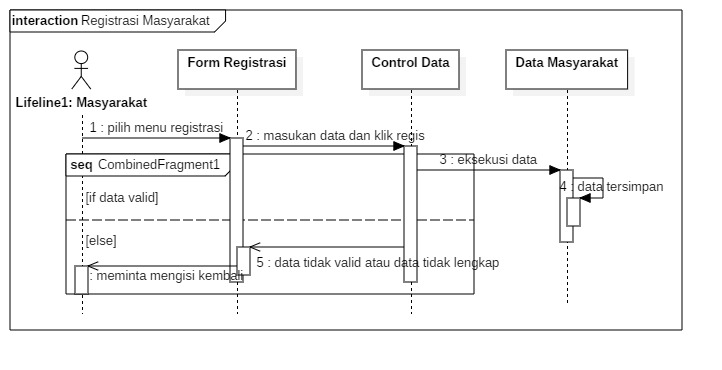 interaction Registrasi Masyarakat
Form Registrasi
Control Data
Data Masyarakat
Lifeline1: Masyarakat
1 : pilih menu registrasi
2 : masukan data dan klik regis
3 : eksekusi data
seq CombinedFragment1
4 : data tersimpan
[if data valid]
[else]
5 : data tidak valid atau data tidak lengkap
: meminta mengisi kembali